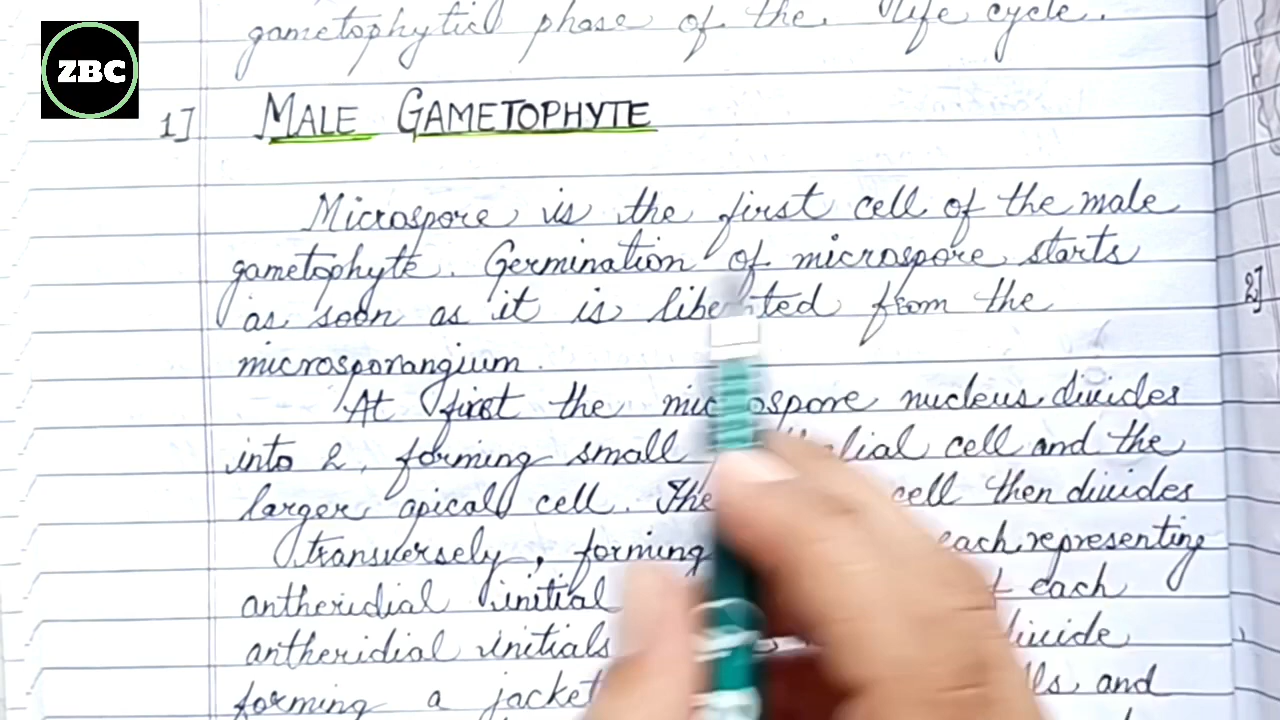 gametophytic phase of the life cycle.
ZBC
1] MALE GAMETOPHYTE
Microspore is the first cell of the male
gametophyte. Germination of microspore starts
as soon as it is liberated from the
microsporangium.
At first the microspore nucleus divides
into 2, forming small cell and the
larger apical cell. The cell then divides
transversely, forming each representing
antheridial initial each
antheridial initials divide
forming a jacket and
2]